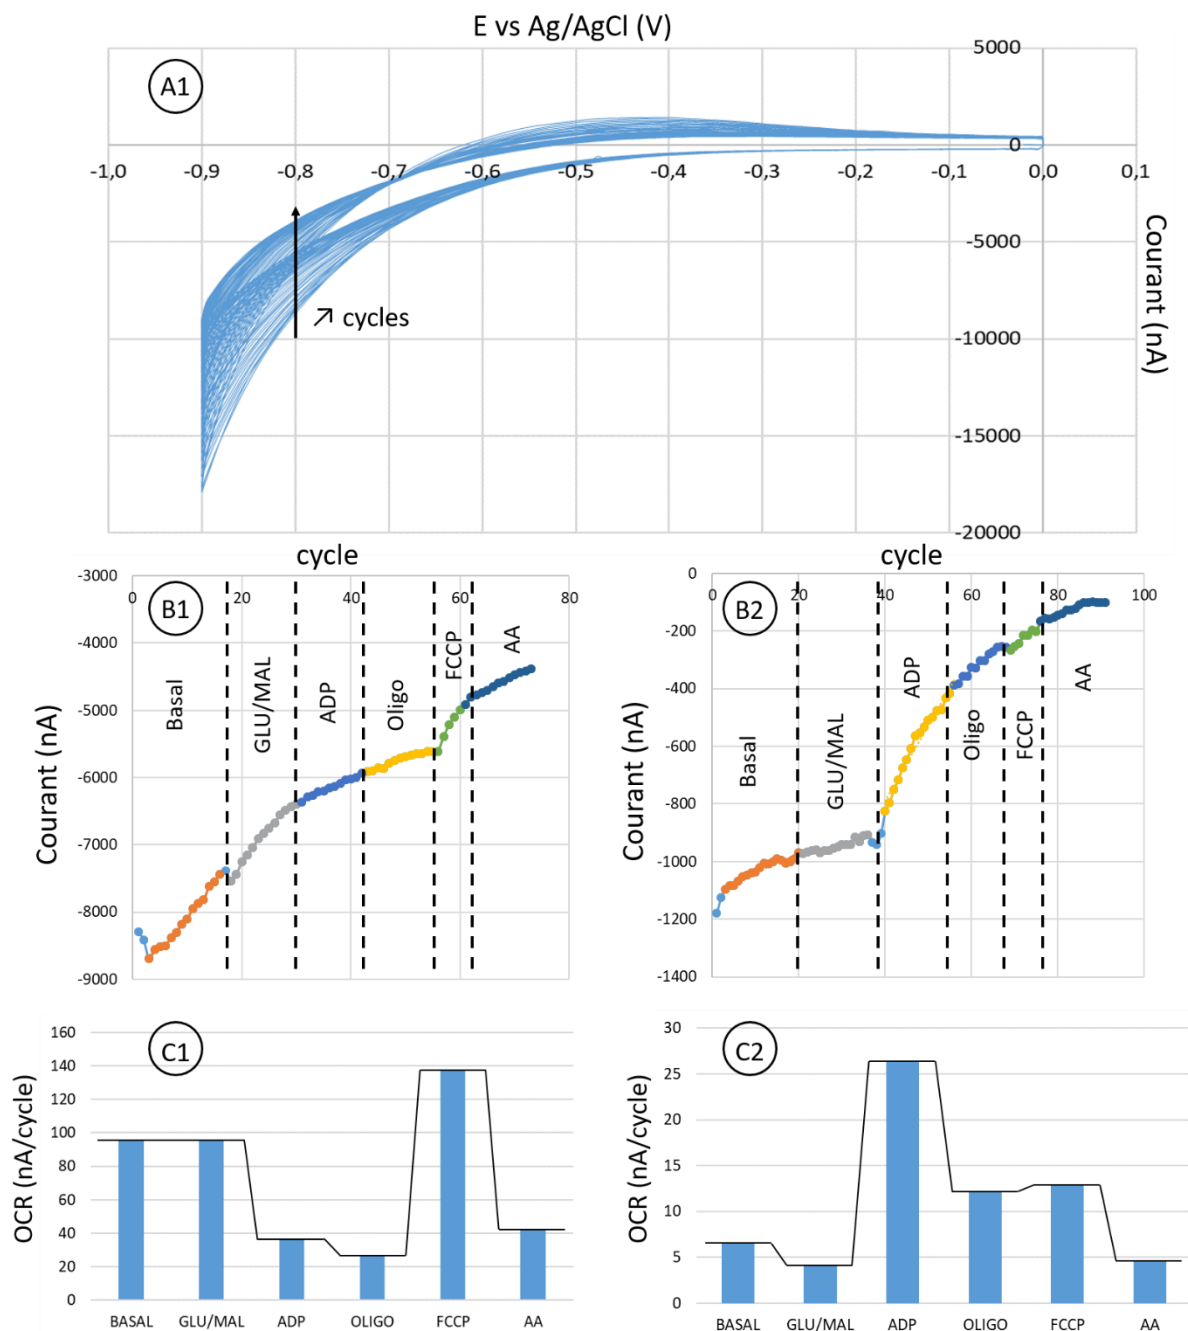 E vs Ag/AgCl (V)
A1
5000
0
-5000
-10000
-15000
-20000
-1,0 -0,9 -0,8 -0,7 -0,6 -0,5 -0,4 -0,3 -0,2 -0,1 0,0 0,1
Courant (nA)
↗ cycles
cycle
B1
0 20 40 60 80
-3000
-4000
-5000
-6000
-7000
-8000
-9000
Courant (nA)
Basal
GLU/MAL
ADP
Oligo
FCCP
AA
cycle
B2
0 20 40 60 80 100
0
-200
-400
-600
-800
-1000
-1200
-1400
Courant (nA)
Basal
GLU/MAL
ADP
Oligo
FCCP
AA
C1
160
140
120
100
80
60
40
20
0
OCR (nA/cycle)
BASAL GLU/MAL ADP OLIGO FCCP AA
C2
30
25
20
15
10
5
0
OCR (nA/cycle)
BASAL GLU/MAL ADP OLIGO FCCP AA